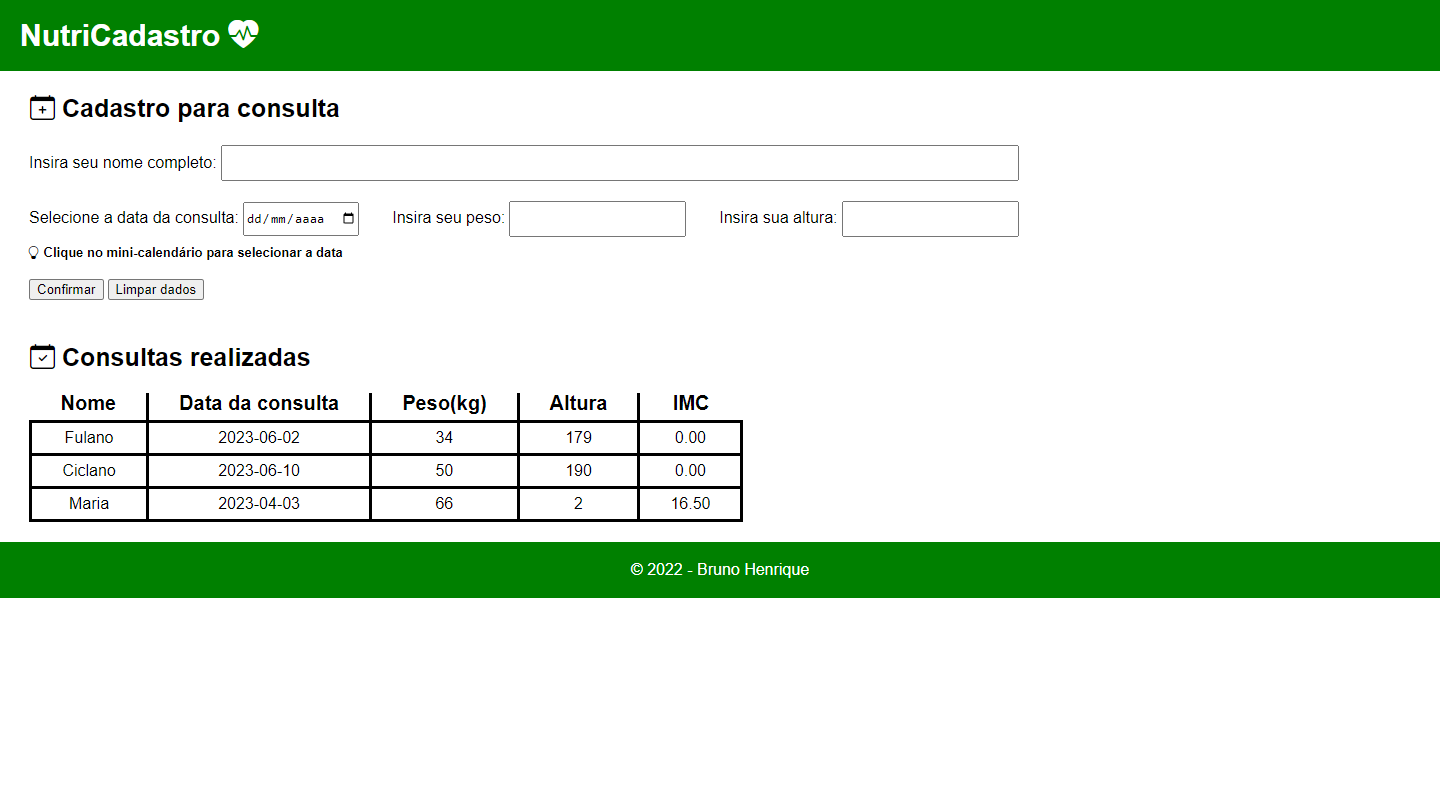 NutriCadastro
Cadastro para consulta
Insira seu nome completo:
Selecione a data da consulta: dd/mm/aaaa Insira seu peso: Insira sua altura:
Clique no mini-calendário para selecionar a data
Confirmar Limpar dados
Consultas realizadas
Nome Data da consulta Peso(kg) Altura IMC
Fulano 2023-06-02 34 179 0.00
Ciclano 2023-06-10 50 190 0.00
Maria 2023-04-03 66 2 16.50
© 2022 - Bruno Henrique